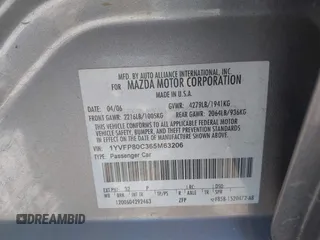 MFD. BY AUTO ALLIANCE INTERNATIONAL, INC. FOR
MAZDA MOTOR CORPORATION
MADE IN U.S.A.
DATE: 04/06 GVWR: 4279LB/1941KG
FRONT GAWR: 2216LB/1005KG REAR GAWR: 2064LB/936KG
THIS VEHICLE CONFORMS TO ALL APPLICABLE FEDERAL MOTOR
VEHICLE SAFETY, BUMPER, AND THEFT PREVENTION STANDARDS
IN EFFECT ON THE DATE OF MANUFACTURE SHOWN ABOVE.
VIN: 1YVFP80C365M63206
TYPE: Passenger Car
ZFP